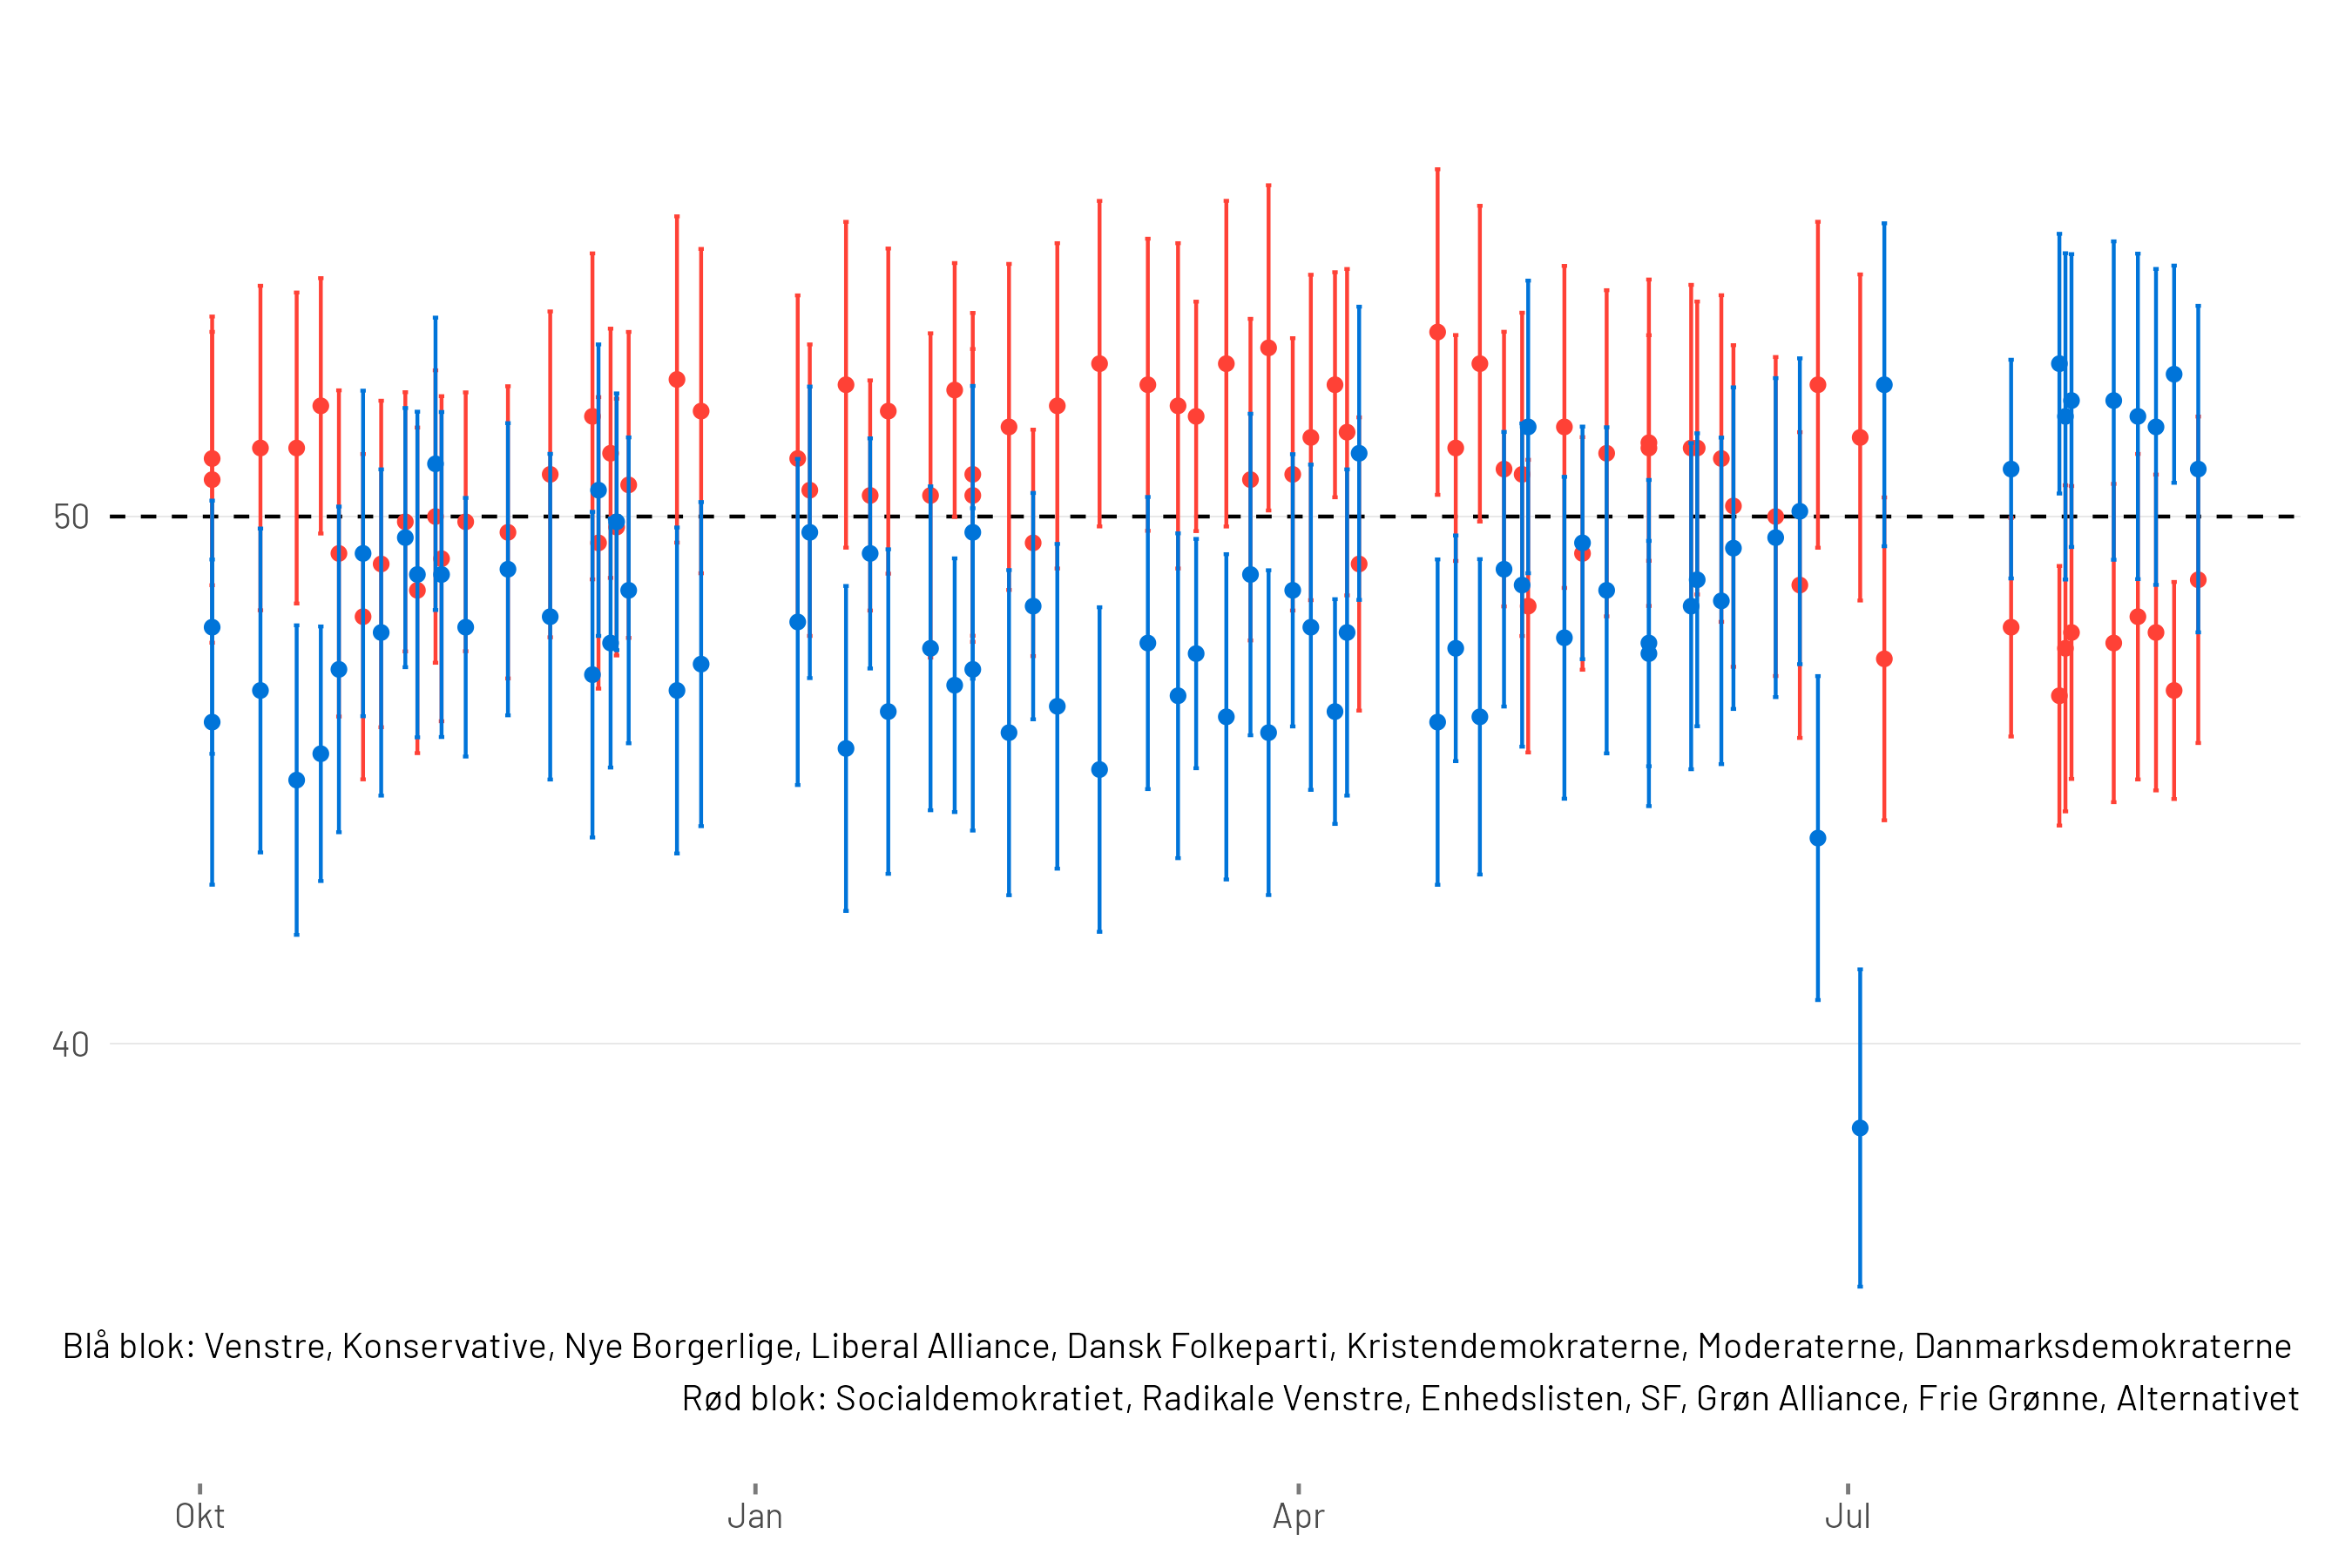 50
40
Blå blok: Venstre, Konservative, Nye Borgerlige, Liberal Alliance, Dansk Folkeparti, Kristendemokraterne, Moderaterne, Danmarksdemokraterne
Rød blok: Socialdemokratiet, Radikale Venstre, Enhedslisten, SF, Grøn Alliance, Frie Grønne, Alternativet
Okt Jan Apr Jul